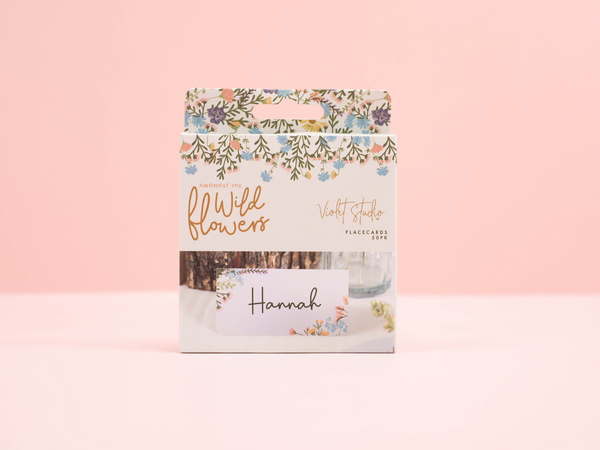 AMONGST THE
Wild
flowers
Violet Studio
PLACECARDS
50PK
Hannah